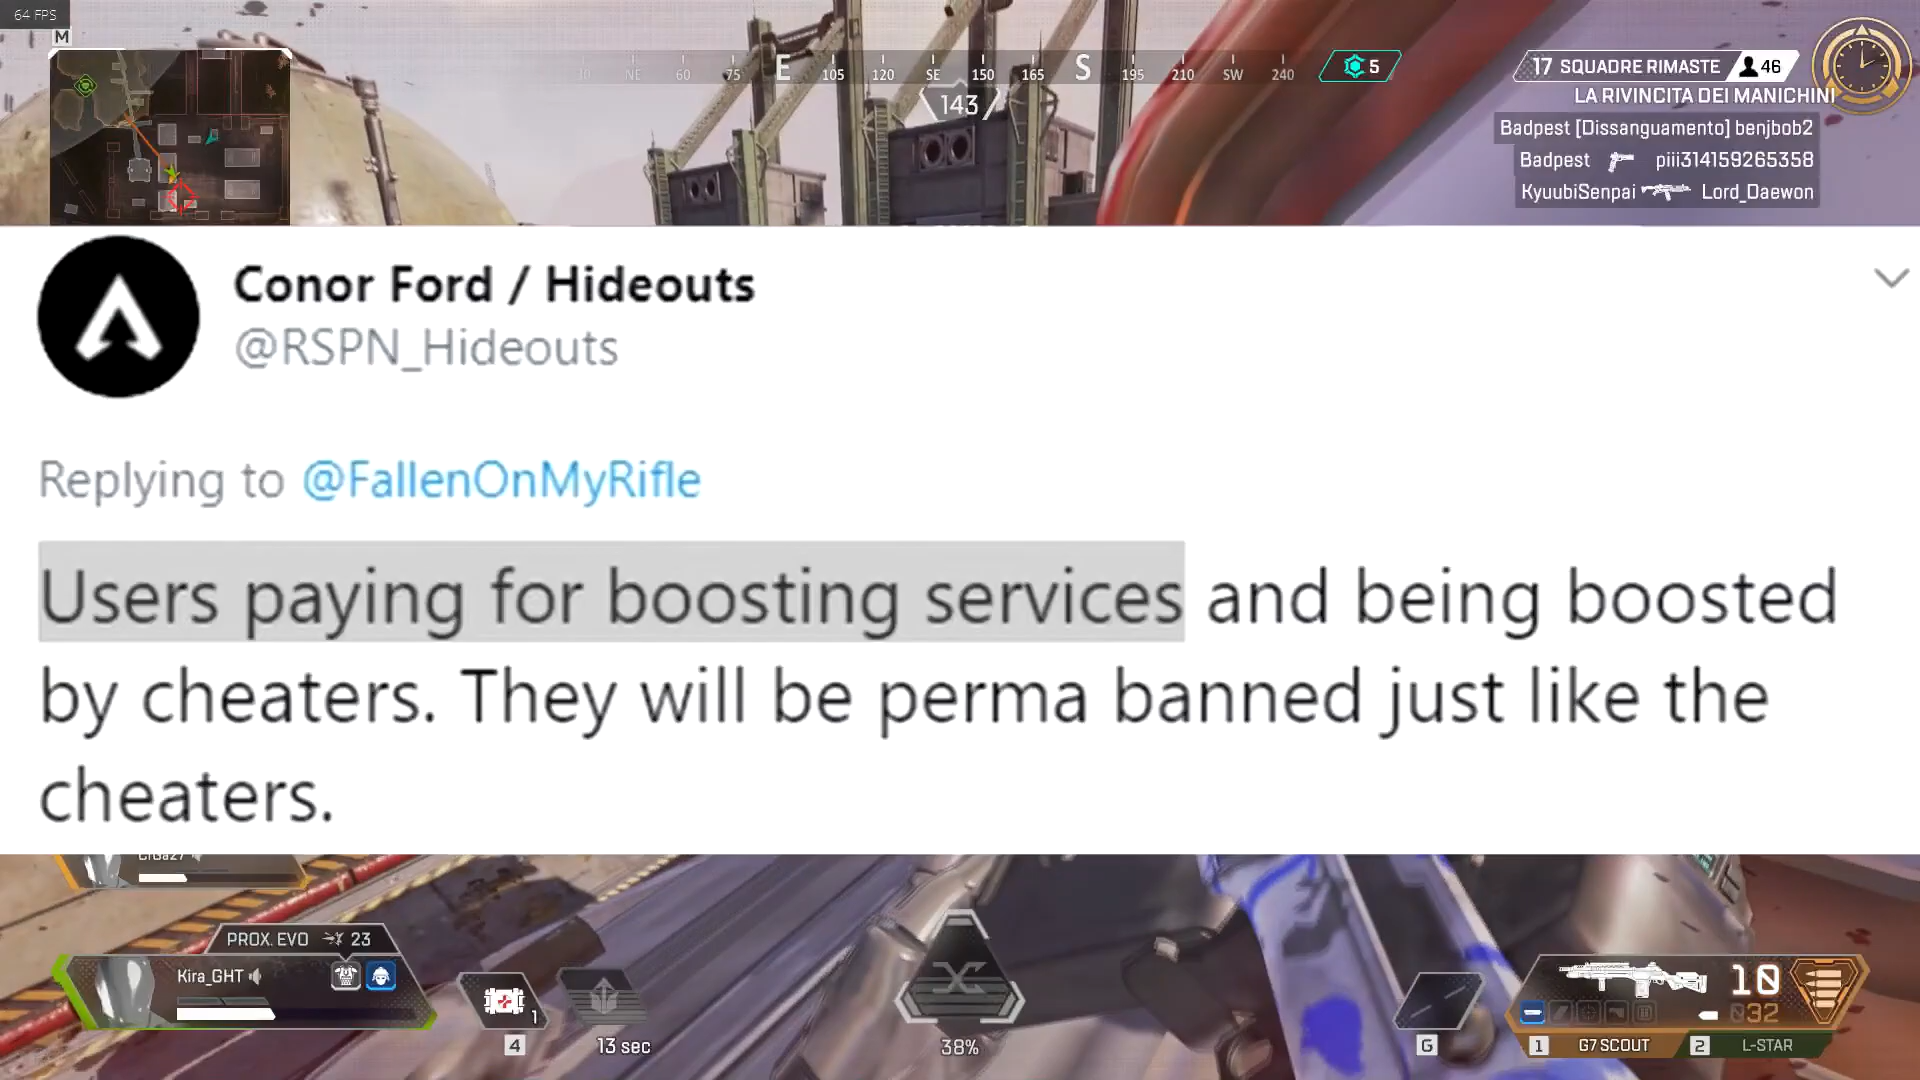 64 FPS
M
30 NE 60 75 E 105 120 SE 150 165 S 195 210 SW 240
143
5
17 SQUADRE RIMASTE 46
LA RIVINCITA DEI MANICHINI
Badpest [Dissanguamento] benjbob2
Badpest piii314159265358
KyuubiSenpai Lord_Daewon
Conor Ford / Hideouts
@RSPN_Hideouts
Replying to @FallenOnMyRifle
Users paying for boosting services and being boosted
by cheaters. They will be perma banned just like the
cheaters.
PROX. EVO 23
Kira_GHT
1
4
13 sec
38%
G
10
032
1 G7 SCOUT 2 L-STAR